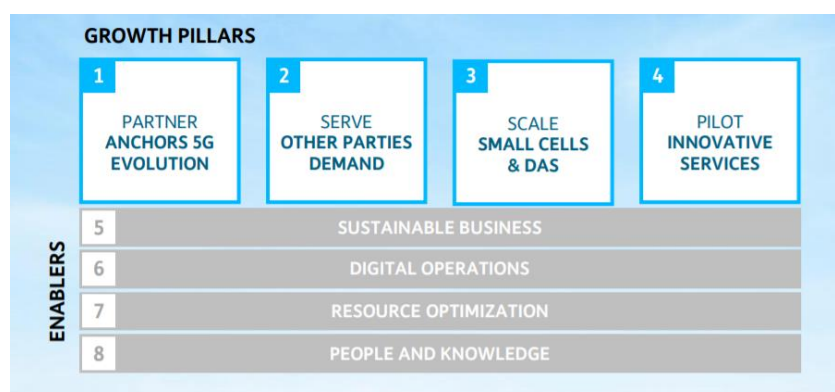 GROWTH PILLARS
1
PARTNER
ANCHORS 5G
EVOLUTION
2
SERVE
OTHER PARTIES
DEMAND
3
SCALE
SMALL CELLS
& DAS
4
PILOT
INNOVATIVE
SERVICES
ENABLERS
5 SUSTAINABLE BUSINESS
6 DIGITAL OPERATIONS
7 RESOURCE OPTIMIZATION
8 PEOPLE AND KNOWLEDGE